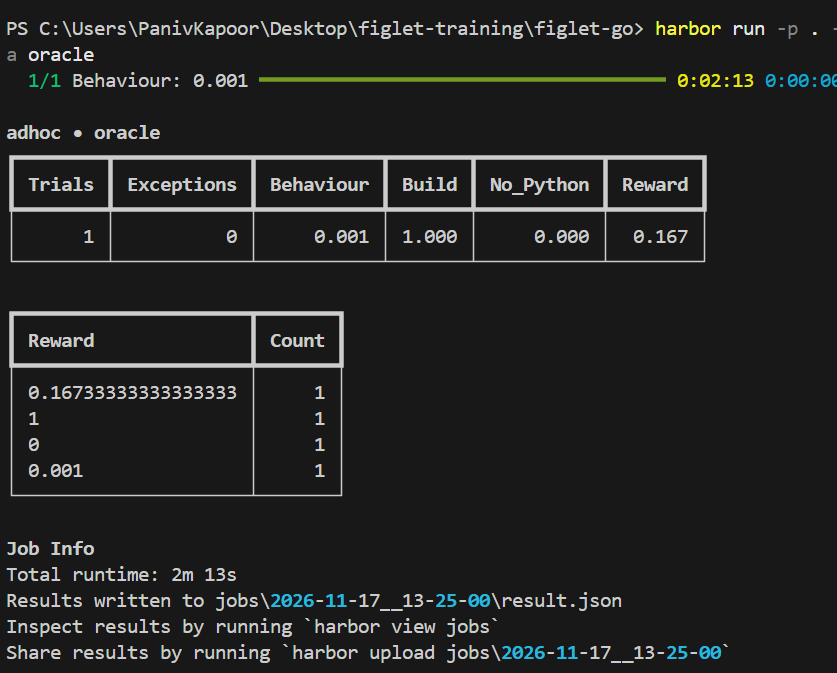 PS C:\Users\PanivKapoor\Desktop\figlet-training\figlet-go> harbor run -p . -
a oracle
1/1 Behaviour: 0.001 0:02:13 0:00:00
adhoc • oracle
Trials Exceptions Behaviour Build No_Python Reward
1 0 0.001 1.000 0.000 0.167
Reward Count
0.16733333333333333 1
1 1
0 1
0.001 1
Job Info
Total runtime: 2m 13s
Results written to jobs\2026-11-17__13-25-00\result.json
Inspect results by running `harbor view jobs`
Share results by running `harbor upload jobs\2026-11-17__13-25-00`